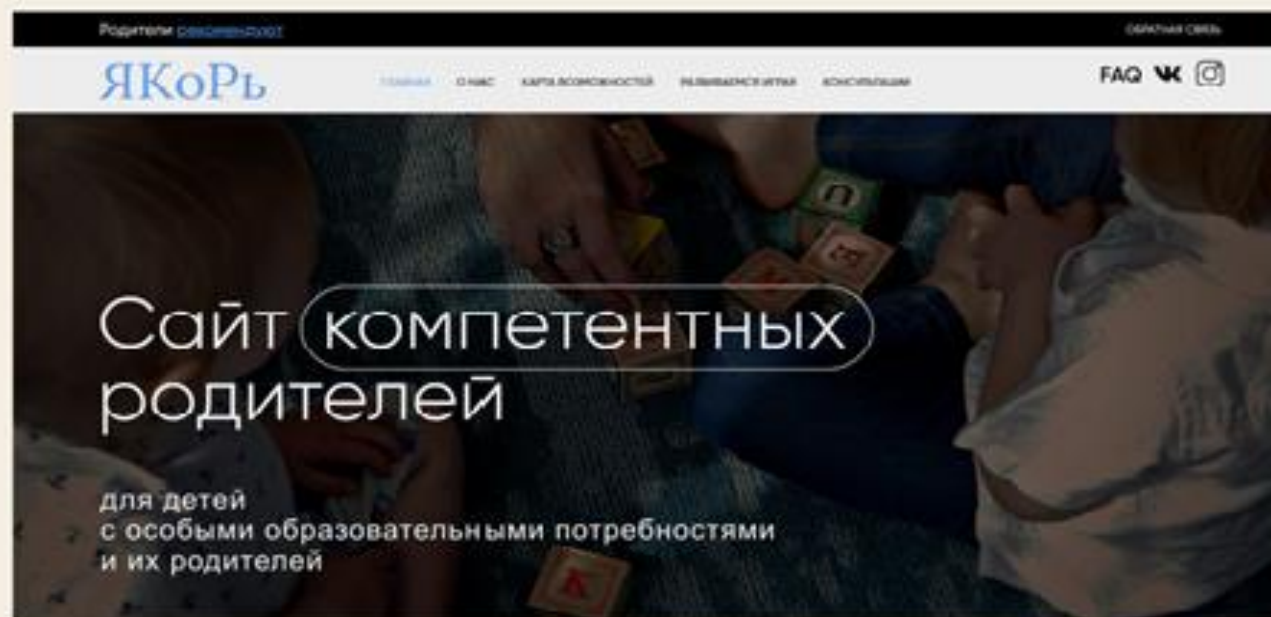 Родители рекомендуют
ОБРАТНАЯ СВЯЗЬ
ЯКоРЬ
ГЛАВНАЯ О НАС КАРТА ВОЗМОЖНОСТЕЙ РАЗВИВАЕМСЯ ИГРАЯ КОНСУЛЬТАЦИИ
FAQ
Сайт компетентных
родителей
для детей
с особыми образовательными потребностями
и их родителей